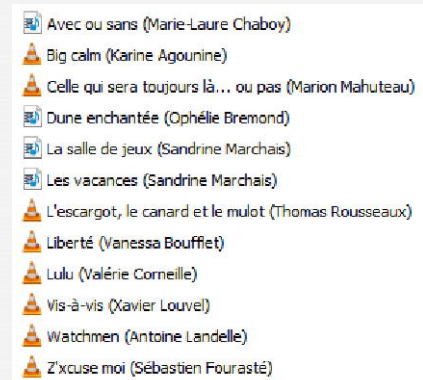 Avec ou sans (Marie-Laure Chaboy)
Big calm (Karine Agounine)
Celle qui sera toujours là... ou pas (Marion Mahuteau)
Dune enchantée (Ophélie Bremond)
La salle de jeux (Sandrine Marchais)
Les vacances (Sandrine Marchais)
L'escargot, le canard et le mulot (Thomas Rousseaux)
Liberté (Vanessa Boufflet)
Lulu (Valérie Corneille)
Vis-à-vis (Xavier Louvel)
Watchmen (Antoine Landelle)
Z'xcuse moi (Sébastien Fourasté)